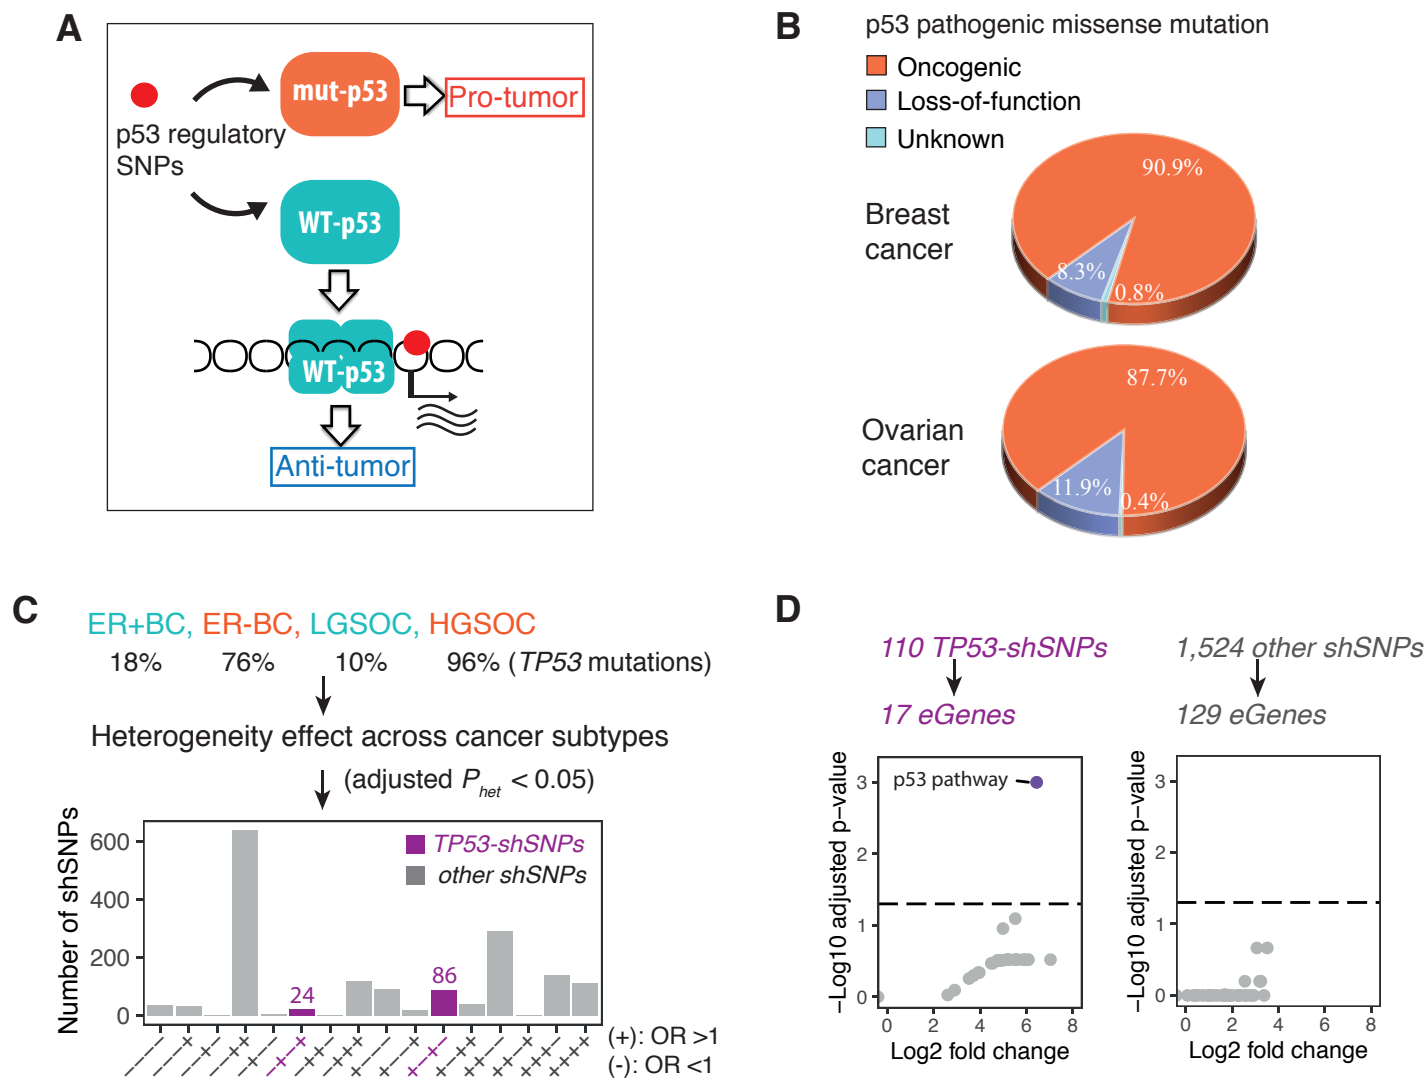 A
mut-p53
Pro-tumor
p53 regulatory
SNPs
WT-p53
WT-p53
Anti-tumor
B
p53 pathogenic missense mutation
Oncogenic
Loss-of-function
Unknown
Breast
cancer
90.9%
8.3%
0.8%
Ovarian
cancer
87.7%
11.9%
0.4%
C
ER+BC, ER-BC, LGSOC, HGSOC
18% 76% 10% 96% (TP53 mutations)
Heterogeneity effect across cancer subtypes
(adjusted Phet < 0.05)
Number of shSNPs
600
400
200
0
TP53-shSNPs
other shSNPs
24
86
(+): OR >1
(-): OR <1
D
110 TP53-shSNPs
17 eGenes
−Log10 adjusted p−value
3
2
1
0
p53 pathway
0 2 4 6 8
Log2 fold change
1,524 other shSNPs
129 eGenes
−Log10 adjusted p−value
3
2
1
0
0 2 4 6 8
Log2 fold change